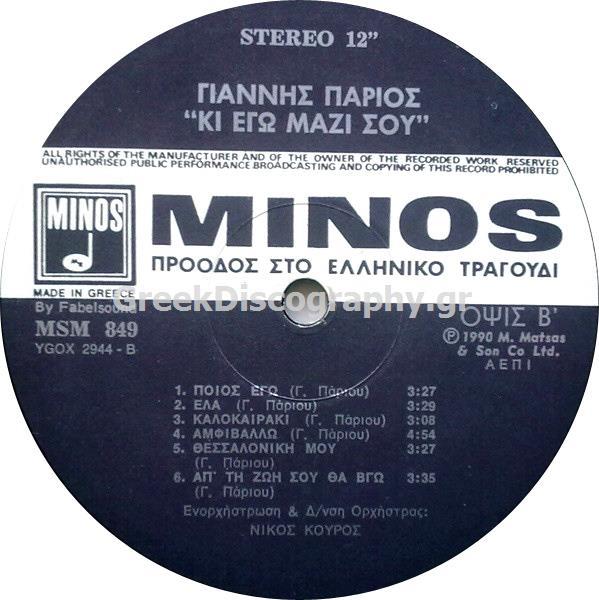 STEREO 12"
ΓΙΑΝΝΗΣ ΠΑΡΙΟΣ
"ΚΙ ΕΓΩ ΜΑΖΙ ΣΟΥ"
ALL RIGHTS OF THE MANUFACTURER AND OF THE OWNER OF THE RECORDED WORK RESERVED
UNAUTHORISED PUBLIC PERFORMANCE BROADCASTING AND COPYING OF THIS RECORD PROHIBITED
MINOS
MINOS
ΠΡΟΟΔΟΣ ΣΤΟ ΕΛΛΗΝΙΚΟ ΤΡΑΓΟΥΔΙ
MADE IN GREECE
GreekDiscography.gr
By Fabelsound
MSM 849
YGOX 2944 - B
ΟΨΙΣ Β'
Ⓟ 1990 M. Matsas
& Son Co Ltd.
ΑΕΠΙ
1. ΠΟΙΟΣ ΕΓΩ (Γ. Πάριου) 3:27
2. ΕΛΑ (Γ. Πάριου) 3:29
3. ΚΑΛΟΚΑΙΡΑΚΙ (Γ. Πάριου) 3:08
4. ΑΜΦΙΒΑΛΛΩ (Γ. Πάριου) 4:54
5. ΘΕΣΣΑΛΟΝΙΚΗ ΜΟΥ 3:27
(Γ. Πάριου)
6. ΑΠ' ΤΗ ΖΩΗ ΣΟΥ ΘΑ ΒΓΩ 3:35
(Γ. Πάριου)
Ενορχήστρωση & Δ/νση Ορχήστρας:
ΝΙΚΟΣ ΚΟΥΡΟΣ